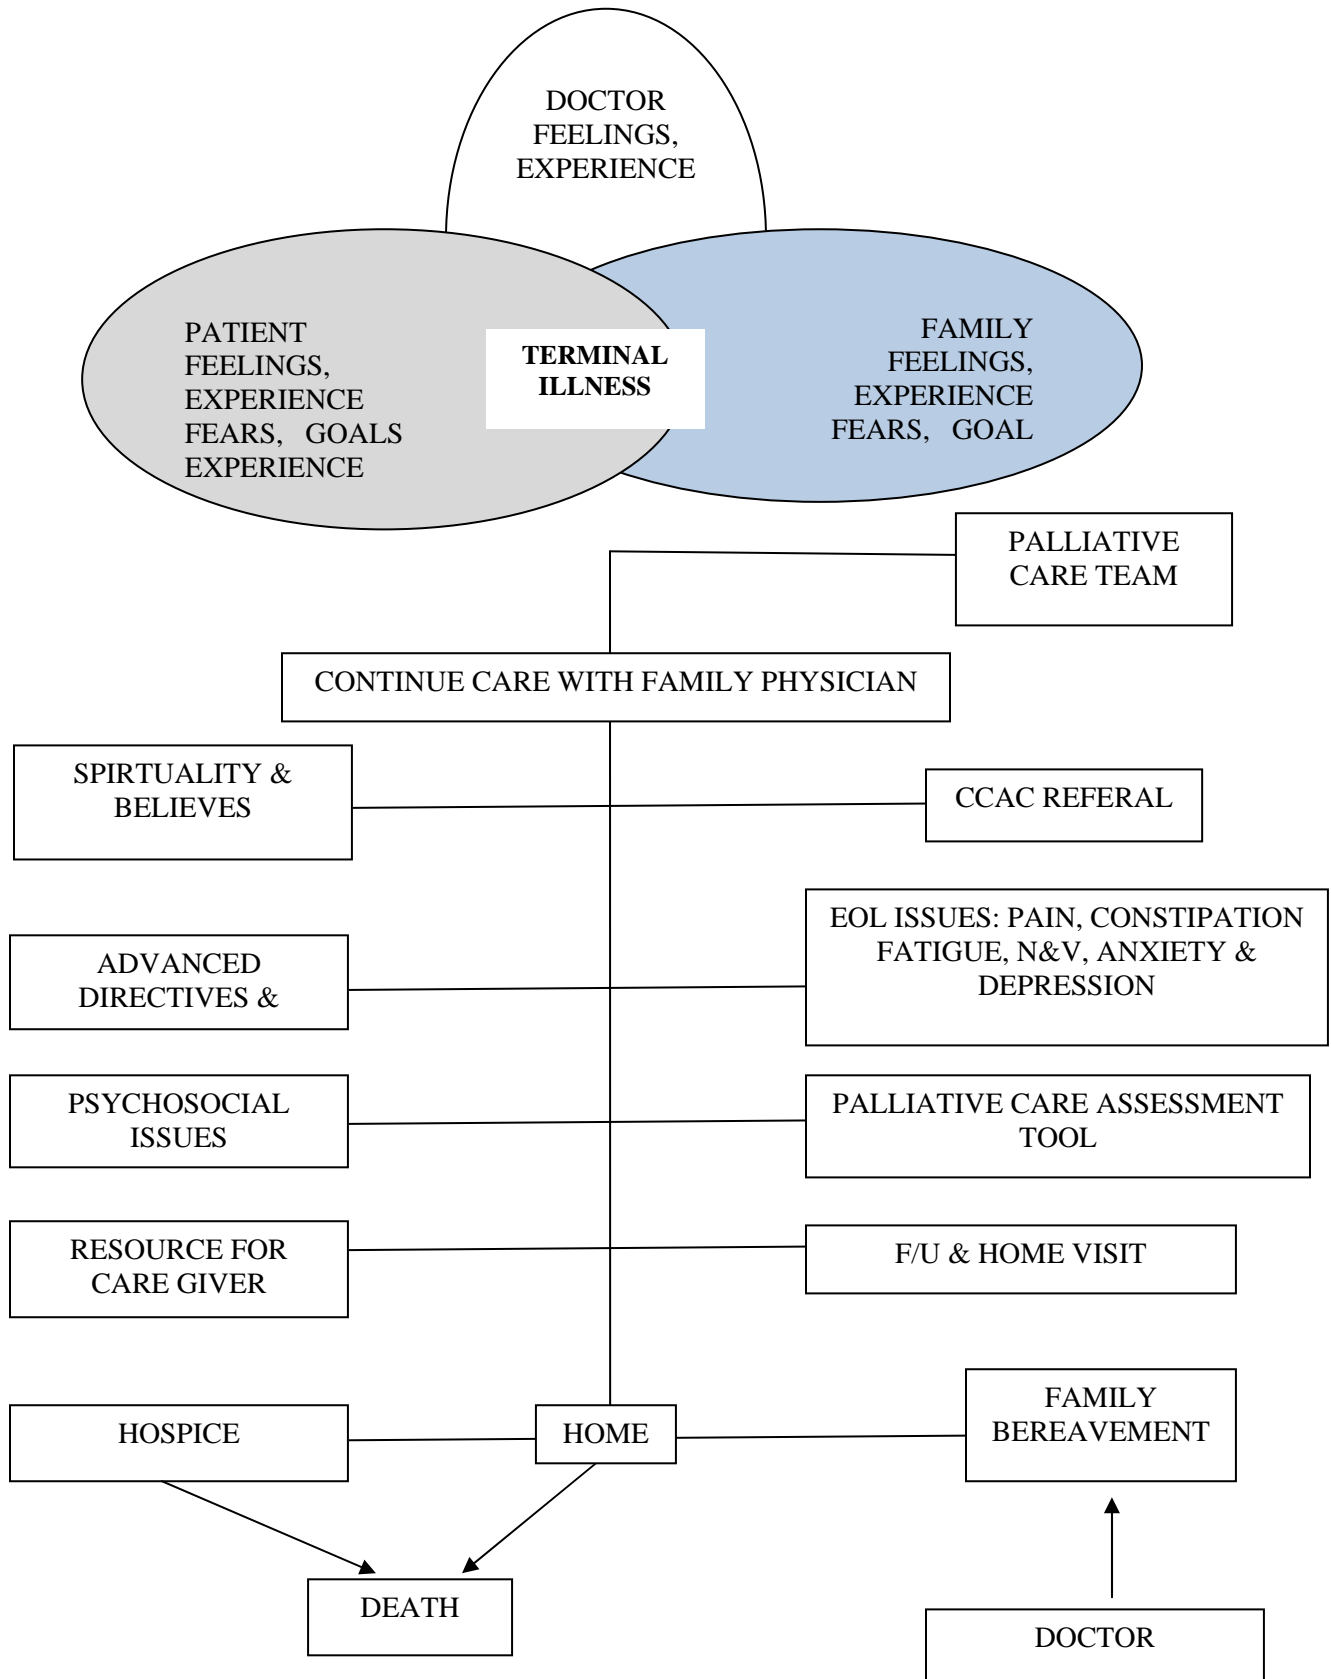 DOCTOR
FEELINGS,
EXPERIENCE
PATIENT
FEELINGS,
EXPERIENCE
FEARS, GOALS
EXPERIENCE
TERMINAL
ILLNESS
FAMILY
FEELINGS,
EXPERIENCE
FEARS, GOAL
PALLIATIVE
CARE TEAM
CONTINUE CARE WITH FAMILY PHYSICIAN
SPIRTUALITY &
BELIEVES
CCAC REFERAL
ADVANCED
DIRECTIVES &
EOL ISSUES: PAIN, CONSTIPATION
FATIGUE, N&V, ANXIETY &
DEPRESSION
PSYCHOSOCIAL
ISSUES
PALLIATIVE CARE ASSESSMENT
TOOL
RESOURCE FOR
CARE GIVER
F/U & HOME VISIT
HOSPICE
HOME
FAMILY
BEREAVEMENT
DEATH
DOCTOR